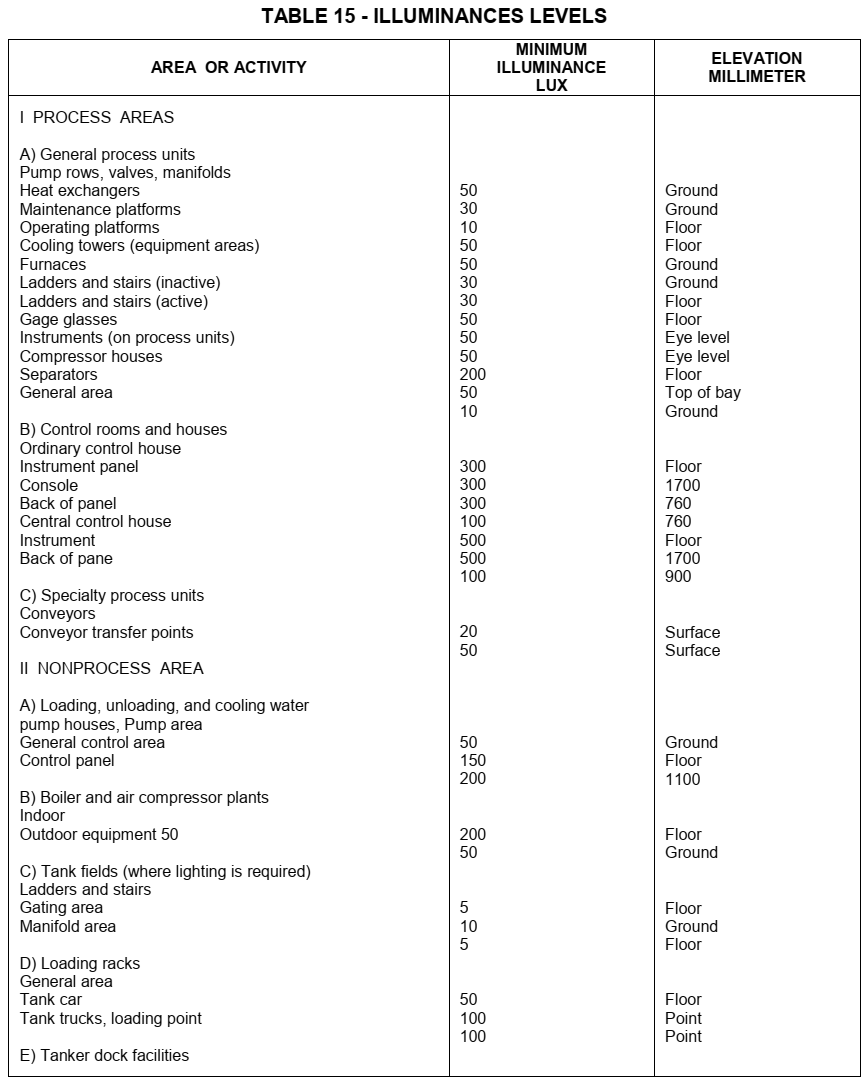 TABLE 15 - ILLUMINANCES LEVELS
AREA OR ACTIVITY MINIMUM ILLUMINANCE LUX ELEVATION MILLIMETER
I PROCESS AREAS
A) General process units
Pump rows, valves, manifolds
Heat exchangers 50 Ground
Maintenance platforms 30 Ground
Operating platforms 10 Floor
Cooling towers (equipment areas) 50 Floor
Furnaces 50 Ground
Ladders and stairs (inactive) 30 Ground
Ladders and stairs (active) 30 Floor
Gage glasses 50 Floor
Instruments (on process units) 50 Eye level
Compressor houses 50 Eye level
Separators 200 Floor
General area 50 Top of bay
10 Ground
B) Control rooms and houses
Ordinary control house
Instrument panel 300 Floor
Console 300 1700
Back of panel 300 760
Central control house 100 760
Instrument 500 Floor
Back of pane 500 1700
100 900
C) Specialty process units
Conveyors
Conveyor transfer points 20 Surface
50 Surface
II NONPROCESS AREA
A) Loading, unloading, and cooling water
pump houses, Pump area
General control area 50 Ground
Control panel 150 Floor
200 1100
B) Boiler and air compressor plants
Indoor
Outdoor equipment 50 200 Floor
50 Ground
C) Tank fields (where lighting is required)
Ladders and stairs
Gating area 5 Floor
Manifold area 10 Ground
5 Floor
D) Loading racks
General area
Tank car 50 Floor
Tank trucks, loading point 100 Point
100 Point
E) Tanker dock facilities